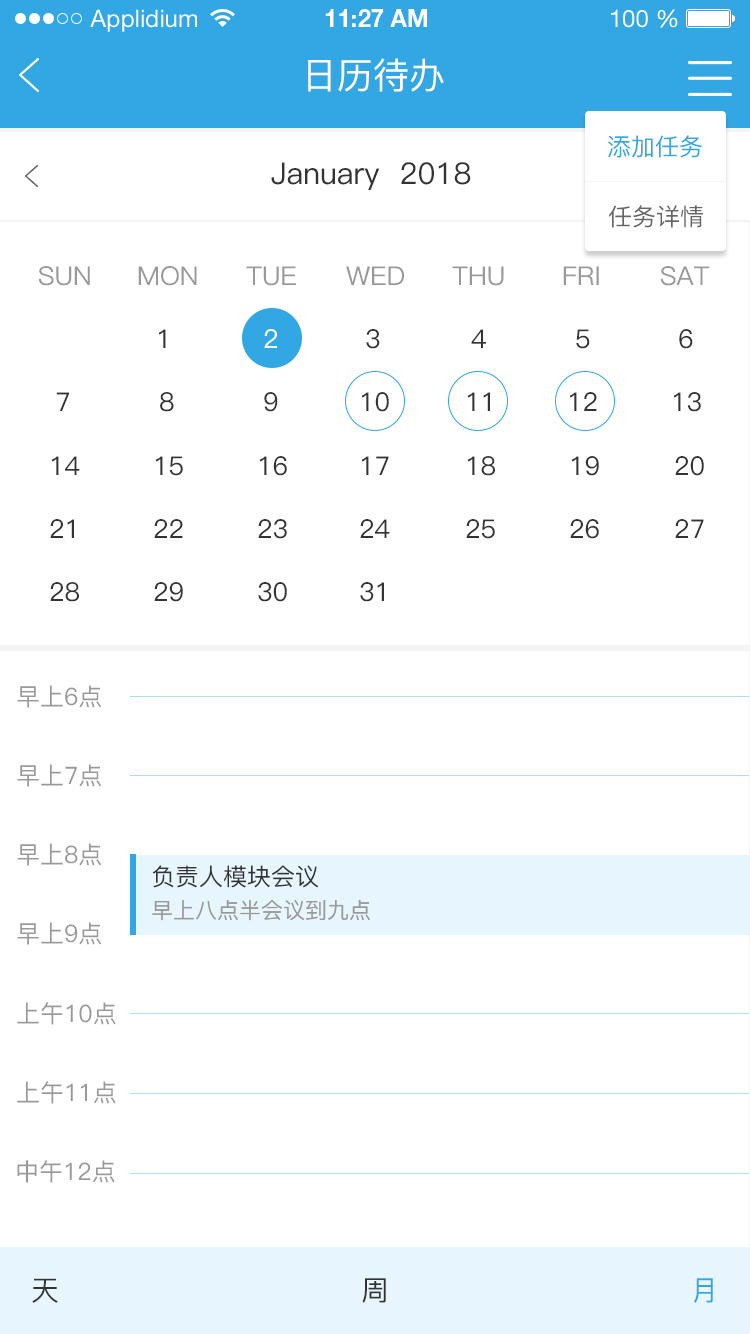 Applidium 11:27 AM 100 %
日历待办
添加任务
January 2018
任务详情
SUN MON TUE WED THU FRI SAT
1 2 3 4 5 6
7 8 9 10 11 12 13
14 15 16 17 18 19 20
21 22 23 24 25 26 27
28 29 30 31
早上6点
早上7点
早上8点
负责人模块会议
早上八点半会议到九点
早上9点
上午10点
上午11点
中午12点
天 周 月